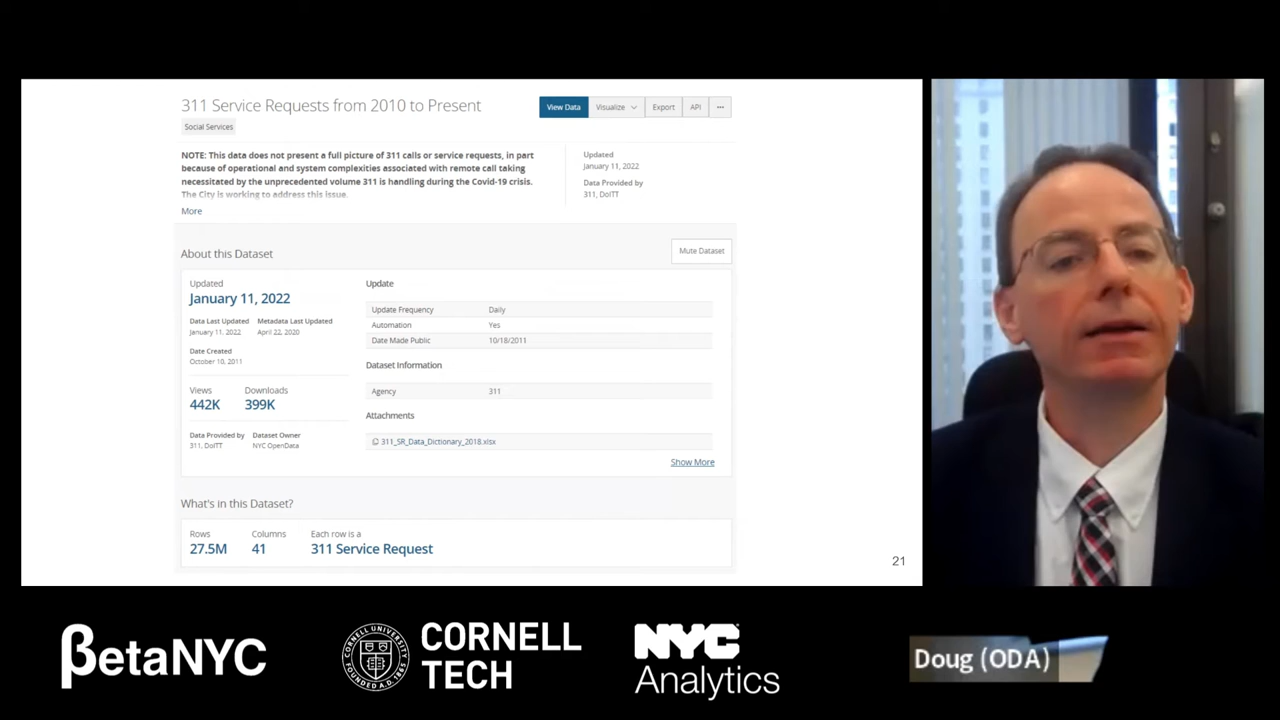 311 Service Requests from 2010 to Present
View Data
Visualize
Export
API
...
Social Services
NOTE: This data does not present a full picture of 311 calls or service requests, in part
because of operational and system complexities associated with remote call taking
necessitated by the unprecedented volume 311 is handling during the Covid-19 crisis.
The City is working to address this issue.
More
Updated
January 11, 2022
Data Provided by
311, DoITT
About this Dataset
Mute Dataset
Updated
January 11, 2022
Data Last Updated Metadata Last Updated
January 11, 2022 April 22, 2020
Date Created
October 10, 2011
Views Downloads
442K 399K
Data Provided by Dataset Owner
311, DoITT NYC OpenData
Update
Update Frequency Daily
Automation Yes
Date Made Public 10/18/2011
Dataset Information
Agency 311
Attachments
311_SR_Data_Dictionary_2018.xlsx
Show More
What's in this Dataset?
Rows Columns Each row is a
27.5M 41 311 Service Request
21
βetaNYC
CORNELL UNIVERSITY
FOUNDED A.D. 1865
CORNELL
TECH
NYC
Analytics
Doug (ODA)